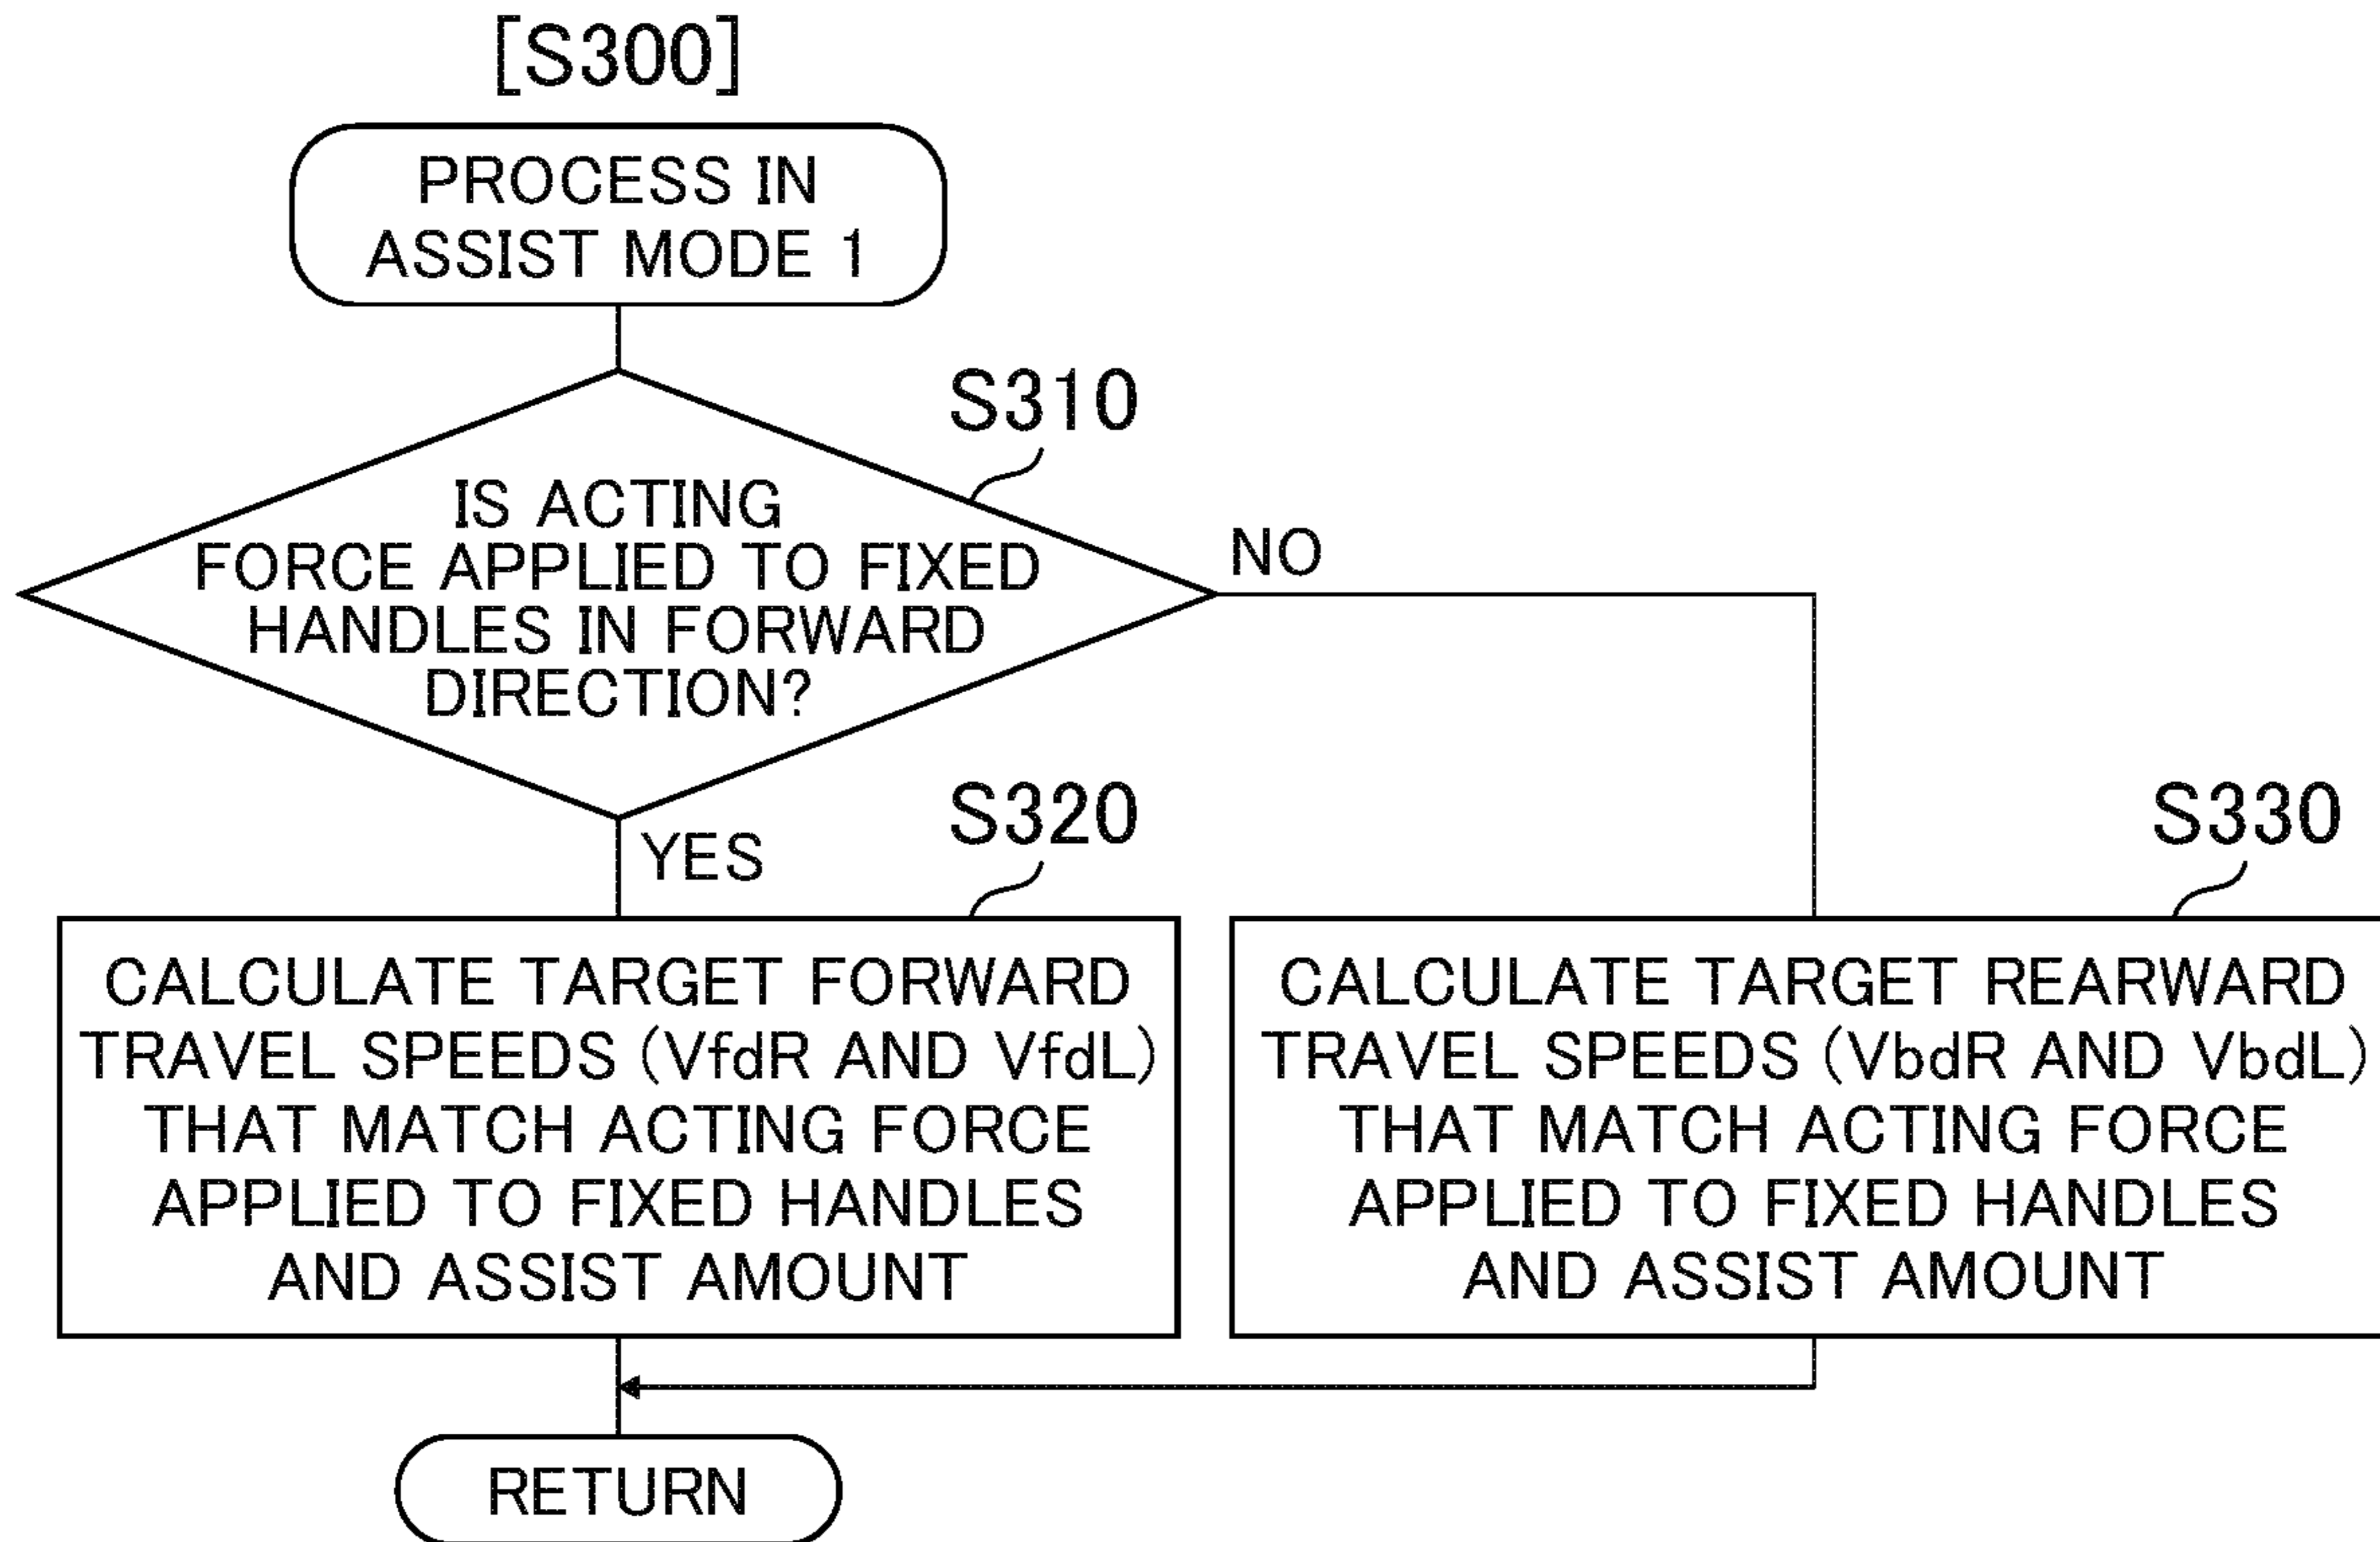 [S300]
PROCESS IN
ASSIST MODE 1
S310
IS ACTING
FORCE APPLIED TO FIXED
HANDLES IN FORWARD
DIRECTION?
NO
YES
S320
CALCULATE TARGET FORWARD
TRAVEL SPEEDS (VfdR AND VfdL)
THAT MATCH ACTING FORCE
APPLIED TO FIXED HANDLES
AND ASSIST AMOUNT
S330
CALCULATE TARGET REARWARD
TRAVEL SPEEDS (VbdR AND VbdL)
THAT MATCH ACTING FORCE
APPLIED TO FIXED HANDLES
AND ASSIST AMOUNT
RETURN